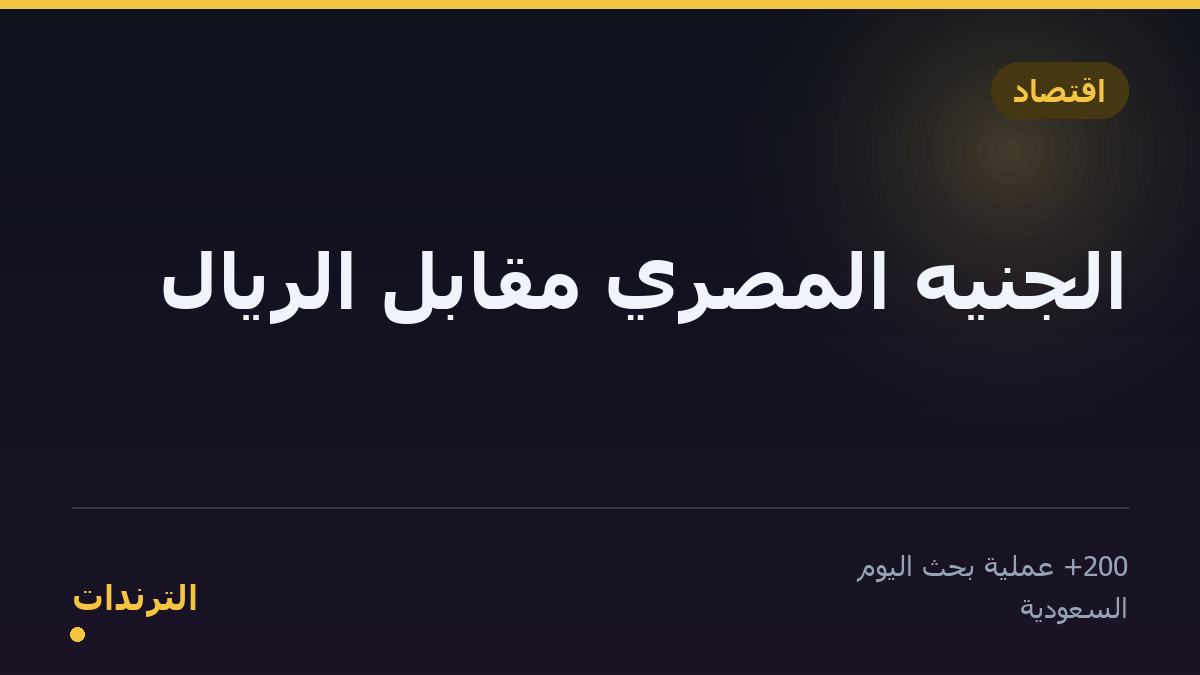 اقتصاد
الجنيه المصري مقابل الريال
200+ عملية بحث اليوم
السعودية
الترندات